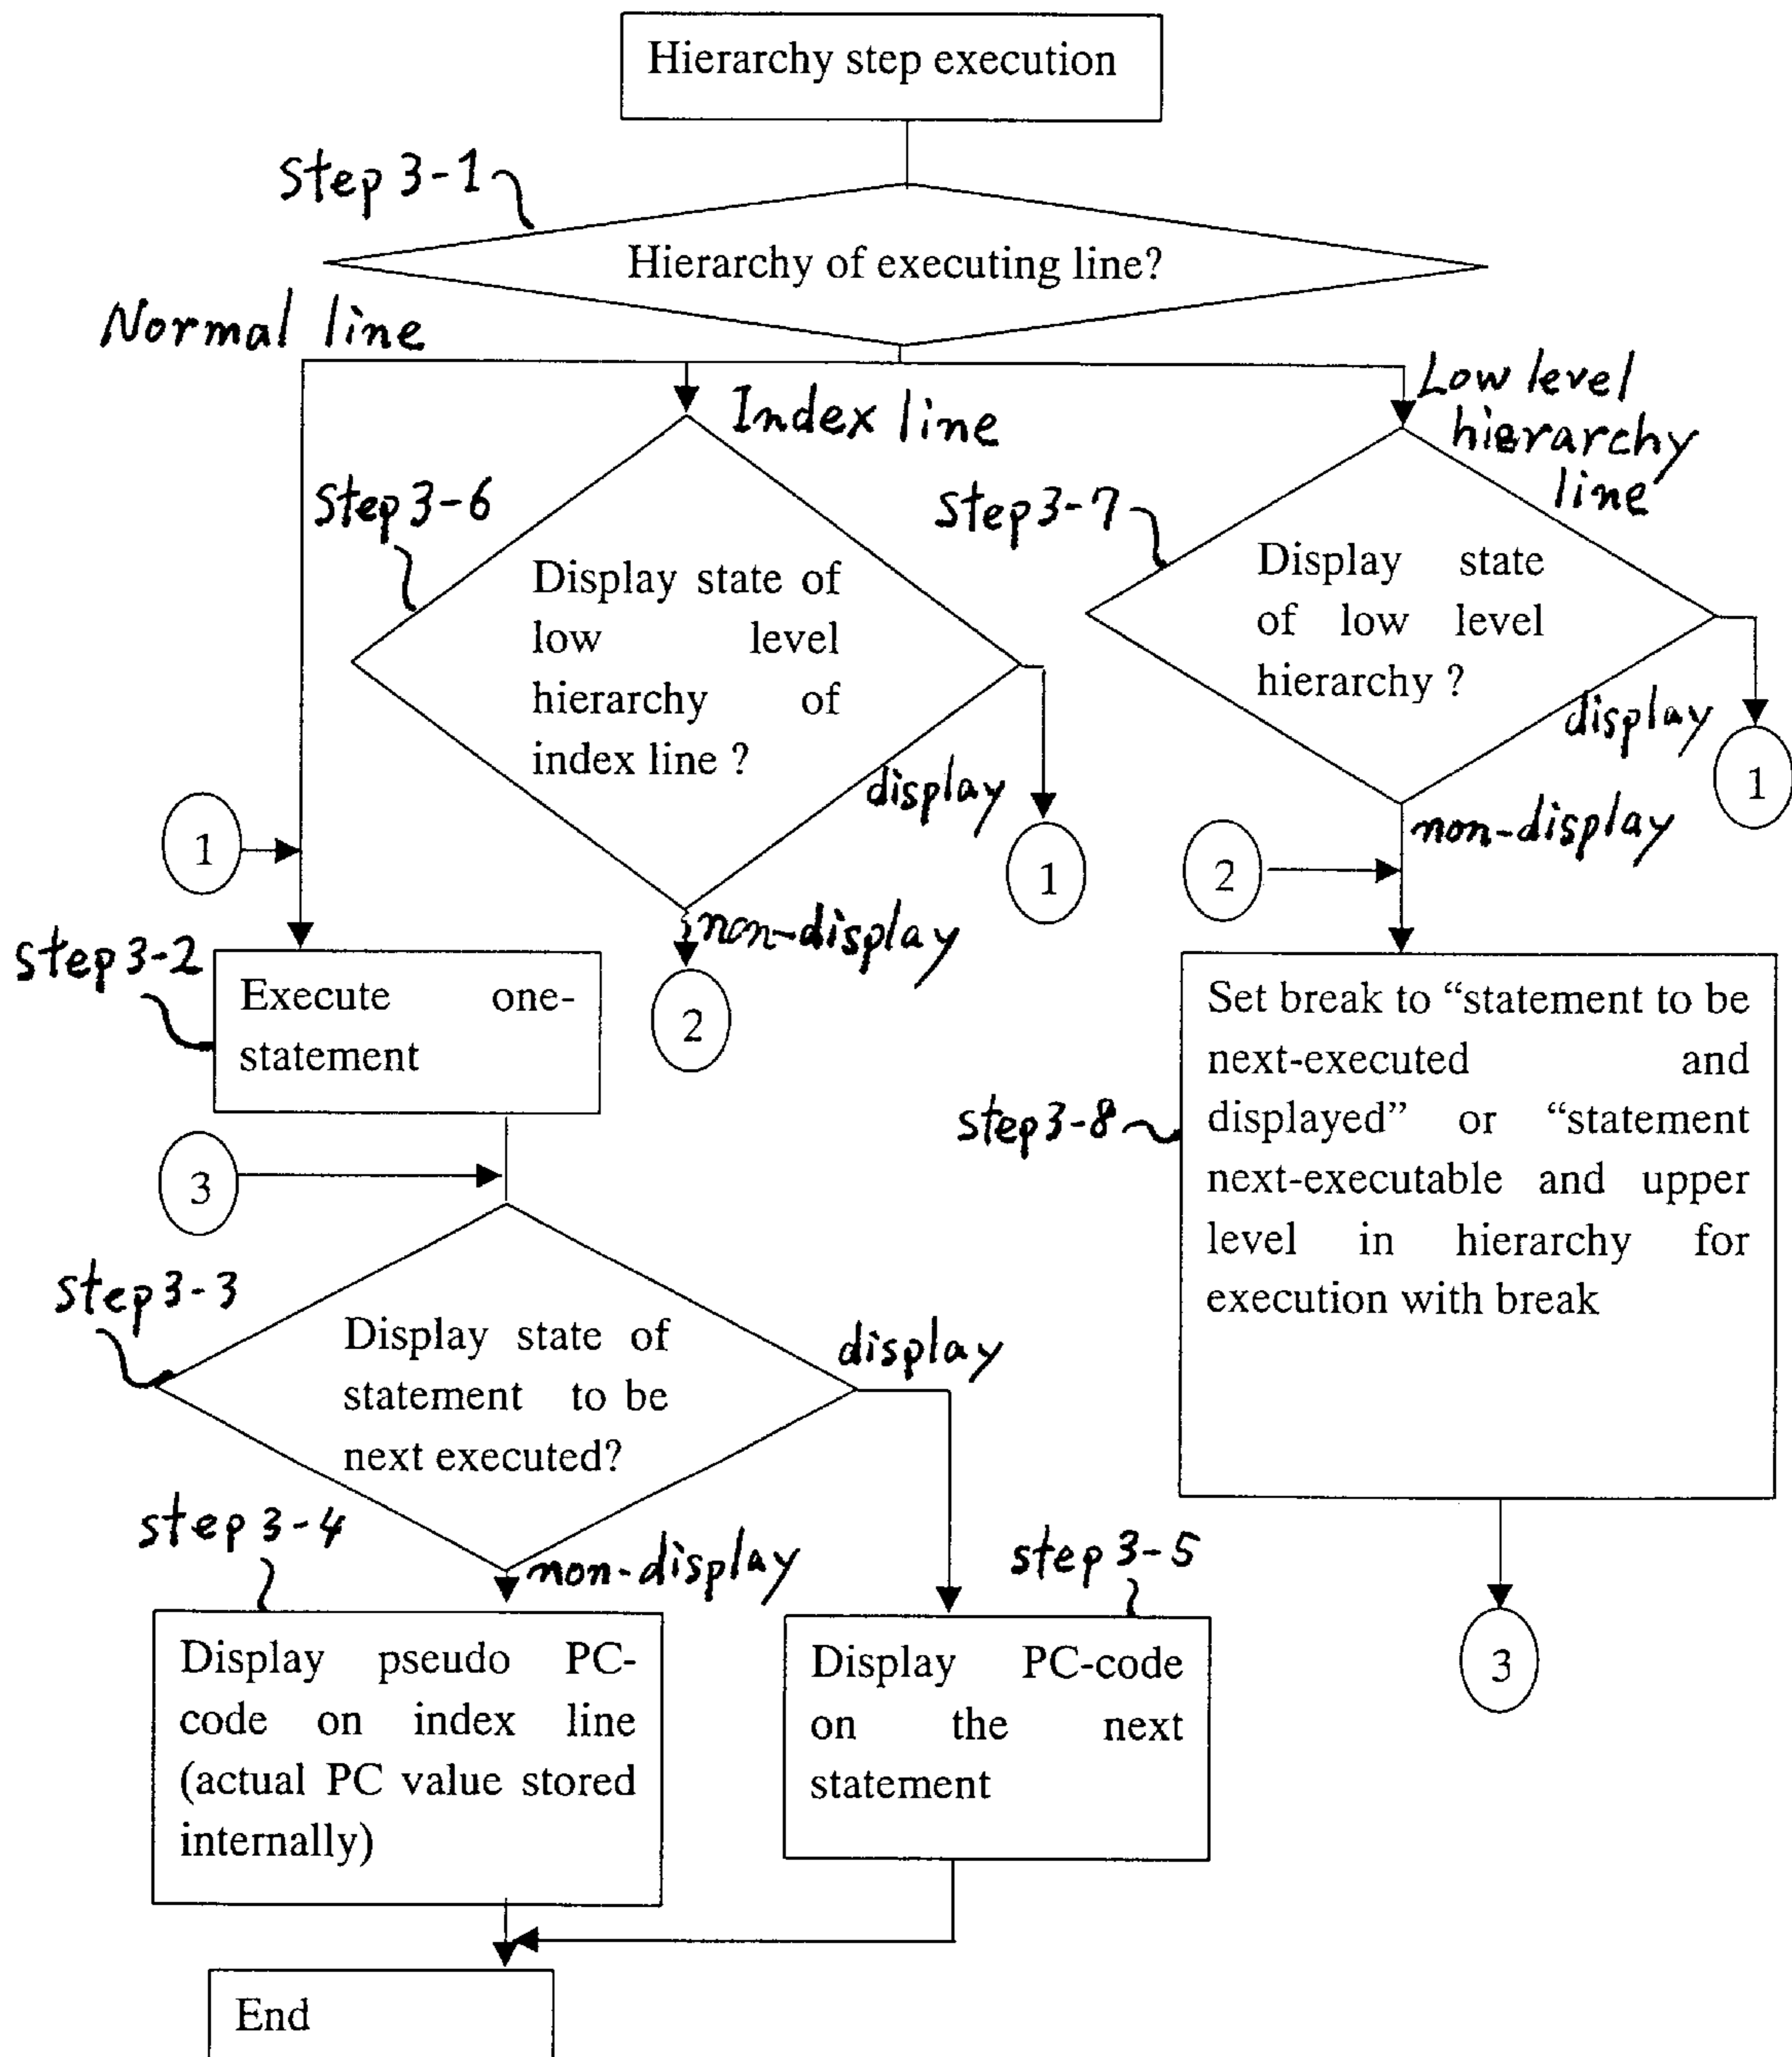 Hierarchy step execution
Step 3-1
Hierarchy of executing line?
Normal line
Index line
Low level
hierarchy
line
Step 3-6
Display state of
low level
hierarchy of
index line ?
display
1
non-display
2
Step 3-7
Display state
of low level
hierarchy ?
display
1
non-display
2
1
step 3-2
Execute one-
statement
3
step 3-8
Set break to “statement to be
next-executed and
displayed” or “statement
next-executable and upper
level in hierarchy for
execution with break
3
step 3-3
Display state of
statement to be
next executed?
display
non-display
step 3-4
Display pseudo PC-
code on index line
(actual PC value stored
internally)
step 3-5
Display PC-code
on the next
statement
End